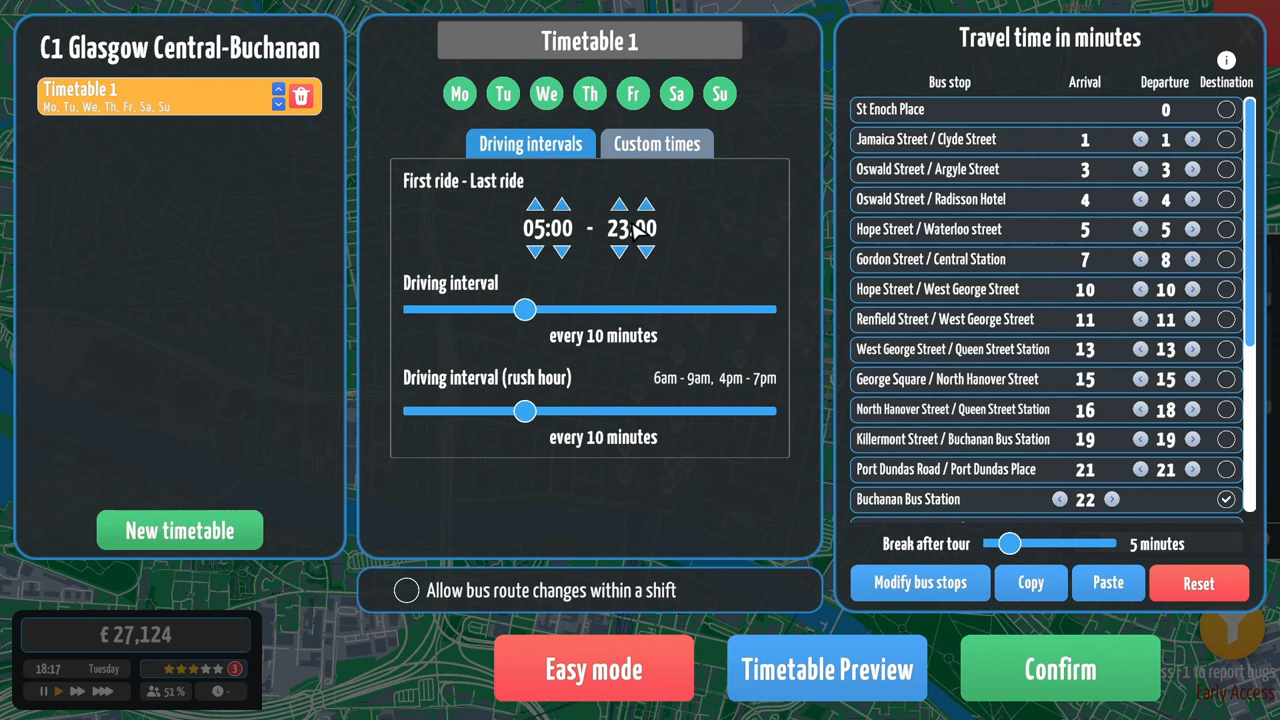 C1 Glasgow Central-Buchanan
Timetable 1
Mo, Tu, We, Th, Fr, Sa, Su
New timetable
£ 27,124
18:17 Tuesday
3
51 %
-
Timetable 1
Mo Tu We Th Fr Sa Su
Driving intervals Custom times
First ride - Last ride
05:00 - 23:00
Driving interval
every 10 minutes
Driving interval (rush hour) 6am - 9am, 4pm - 7pm
every 10 minutes
Allow bus route changes within a shift
Easy mode Timetable Preview Confirm
Travel time in minutes
i
Bus stop Arrival Departure Destination
St Enoch Place 0
Jamaica Street / Clyde Street 1 1
Oswald Street / Argyle Street 3 3
Oswald Street / Radisson Hotel 4 4
Hope Street / Waterloo street 5 5
Gordon Street / Central Station 7 8
Hope Street / West George Street 10 10
Renfield Street / West George Street 11 11
West George Street / Queen Street Station 13 13
George Square / North Hanover Street 15 15
North Hanover Street / Queen Street Station 16 18
Killermont Street / Buchanan Bus Station 19 19
Port Dundas Road / Port Dundas Place 21 21
Buchanan Bus Station 22
Break after tour 5 minutes
Modify bus stops Copy Paste Reset
F1 to report bugs
Early Access